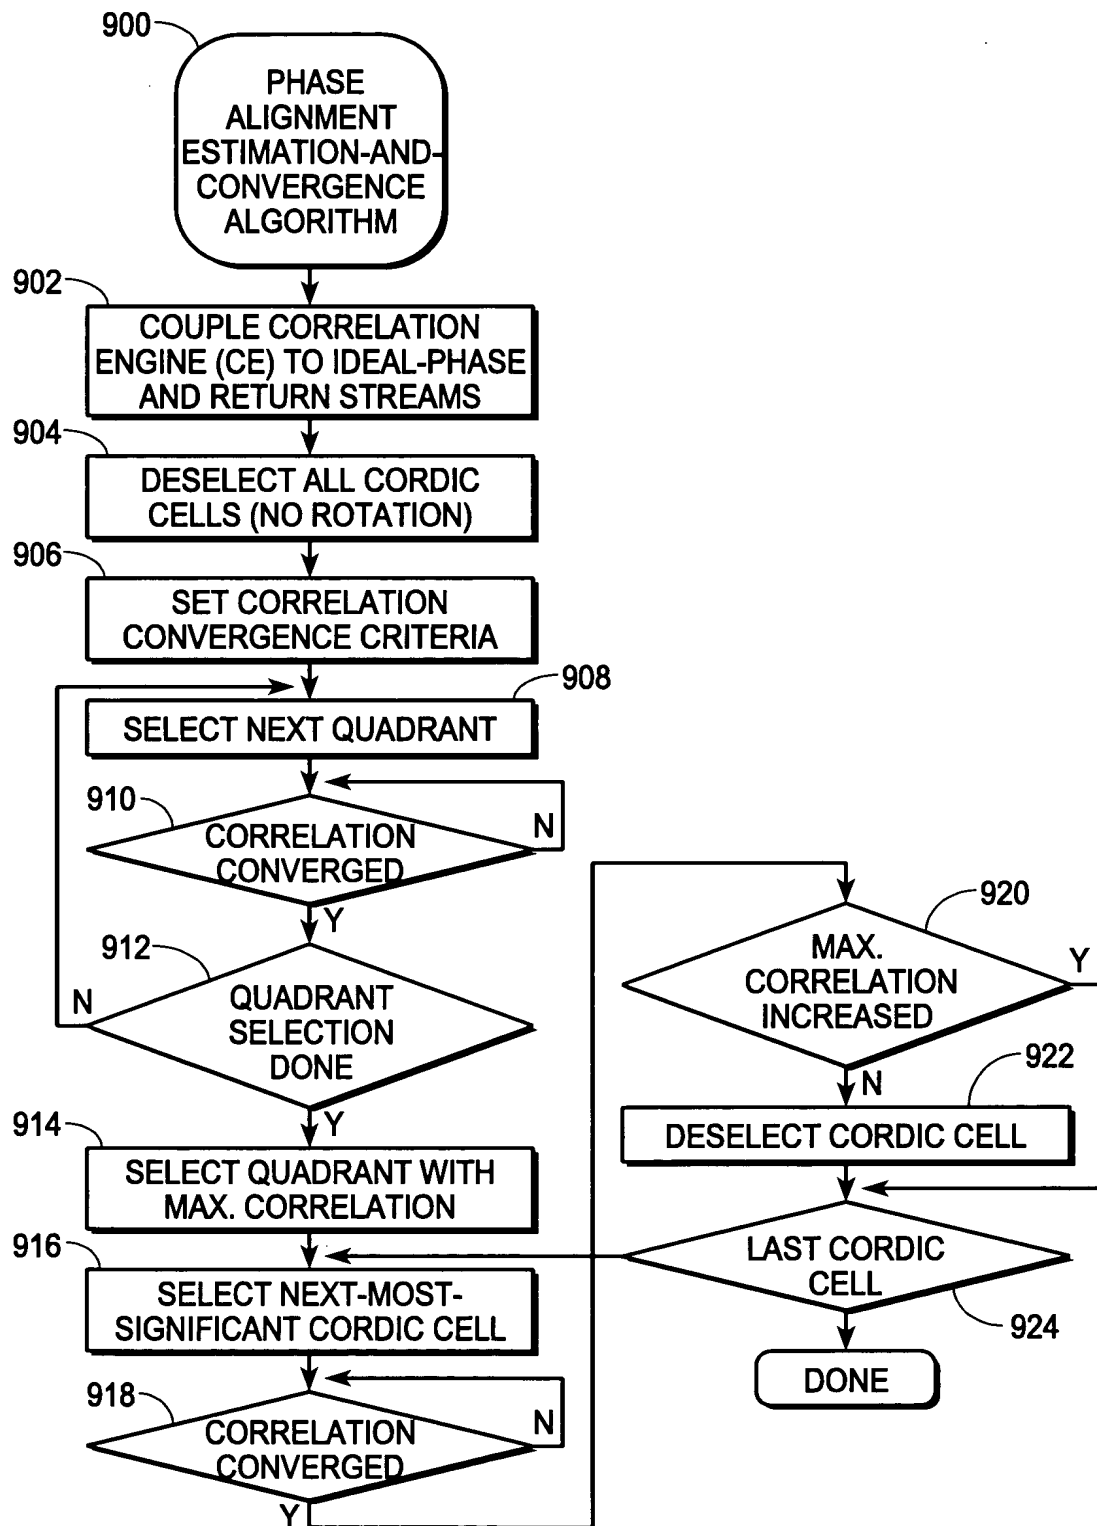 900
PHASE
ALIGNMENT
ESTIMATION-AND-
CONVERGENCE
ALGORITHM
902
COUPLE CORRELATION
ENGINE (CE) TO IDEAL-PHASE
AND RETURN STREAMS
904
DESELECT ALL CORDIC
CELLS (NO ROTATION)
906
SET CORRELATION
CONVERGENCE CRITERIA
908
SELECT NEXT QUADRANT
910
CORRELATION
CONVERGED
N
Y
912
QUADRANT
SELECTION
DONE
N
Y
914
SELECT QUADRANT WITH
MAX. CORRELATION
916
SELECT NEXT-MOST-
SIGNIFICANT CORDIC CELL
918
CORRELATION
CONVERGED
N
Y
920
MAX.
CORRELATION
INCREASED
Y
N
922
DESELECT CORDIC CELL
LAST CORDIC
CELL
924
DONE